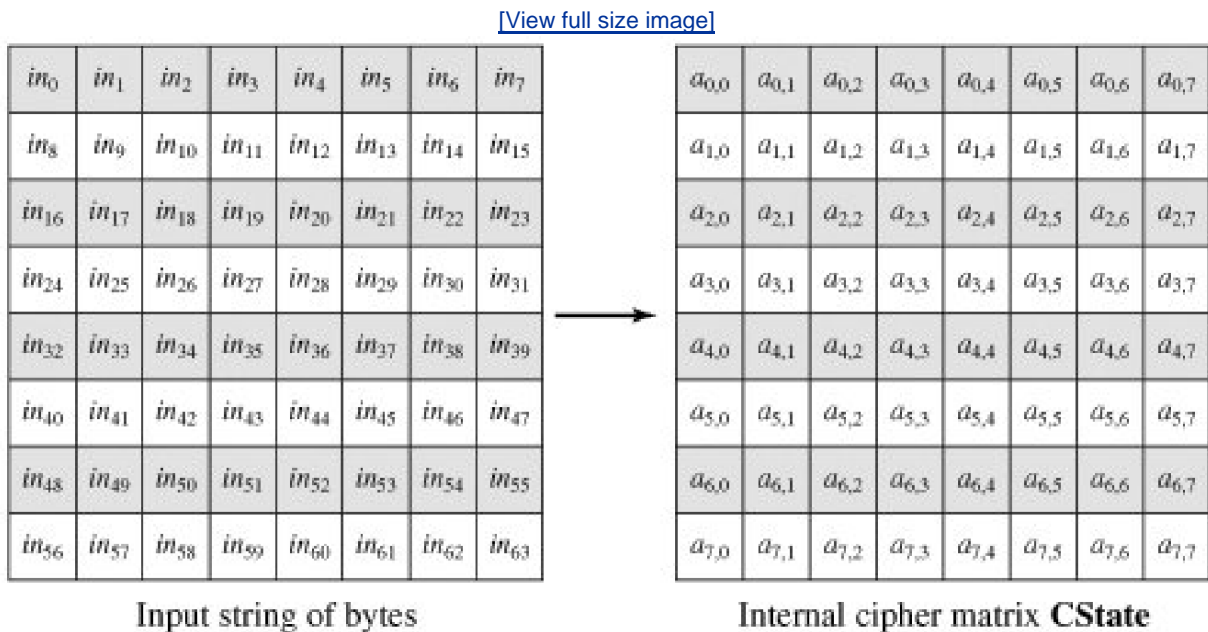 [View full size image]
in0 in1 in2 in3 in4 in5 in6 in7
in8 in9 in10 in11 in12 in13 in14 in15
in16 in17 in18 in19 in20 in21 in22 in23
in24 in25 in26 in27 in28 in29 in30 in31
in32 in33 in34 in35 in36 in37 in38 in39
in40 in41 in42 in43 in44 in45 in46 in47
in48 in49 in50 in51 in52 in53 in54 in55
in56 in57 in58 in59 in60 in61 in62 in63
Input string of bytes
a0,0 a0,1 a0,2 a0,3 a0,4 a0,5 a0,6 a0,7
a1,0 a1,1 a1,2 a1,3 a1,4 a1,5 a1,6 a1,7
a2,0 a2,1 a2,2 a2,3 a2,4 a2,5 a2,6 a2,7
a3,0 a3,1 a3,2 a3,3 a3,4 a3,5 a3,6 a3,7
a4,0 a4,1 a4,2 a4,3 a4,4 a4,5 a4,6 a4,7
a5,0 a5,1 a5,2 a5,3 a5,4 a5,5 a5,6 a5,7
a6,0 a6,1 a6,2 a6,3 a6,4 a6,5 a6,6 a6,7
a7,0 a7,1 a7,2 a7,3 a7,4 a7,5 a7,6 a7,7
Internal cipher matrix CState